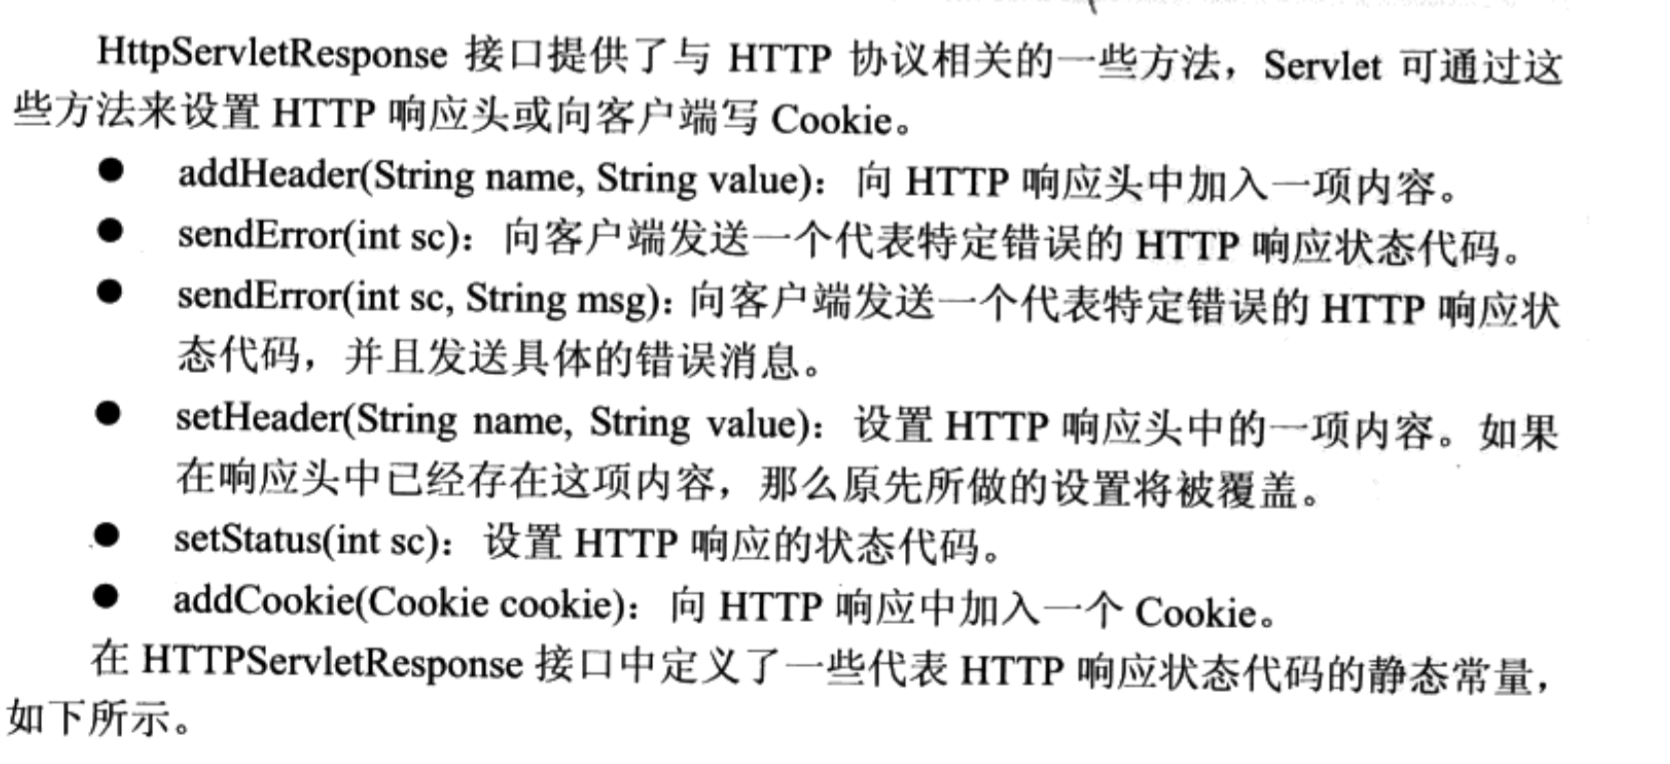 HttpServletResponse 接口提供了与 HTTP 协议相关的一些方法，Servlet 可通过这
些方法来设置 HTTP 响应头或向客户端写 Cookie。
● addHeader(String name, String value)：向 HTTP 响应头中加入一项内容。
● sendError(int sc)：向客户端发送一个代表特定错误的 HTTP 响应状态代码。
● sendError(int sc, String msg)：向客户端发送一个代表特定错误的 HTTP 响应状
态代码，并且发送具体的错误消息。
● setHeader(String name, String value)：设置 HTTP 响应头中的一项内容。如果
在响应头中已经存在这项内容，那么原先所做的设置将被覆盖。
● setStatus(int sc)：设置 HTTP 响应的状态代码。
● addCookie(Cookie cookie)：向 HTTP 响应中加入一个 Cookie。
在 HTTPServletResponse 接口中定义了一些代表 HTTP 响应状态代码的静态常量，
如下所示。